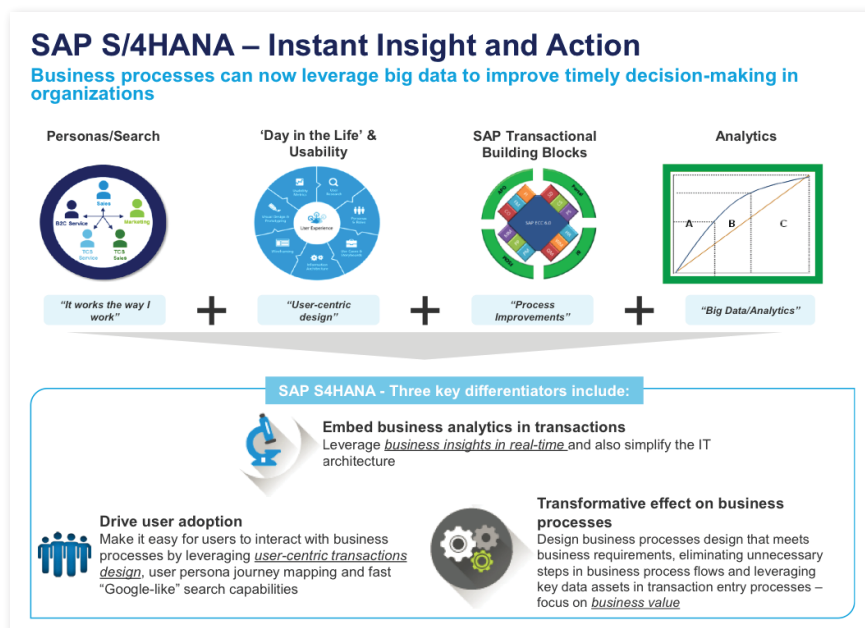 SAP S/4HANA – Instant Insight and Action
Business processes can now leverage big data to improve timely decision-making in
organizations
Personas/Search
Sales
B2C Service
Marketing
TC/S
Service
TC/S
Sales
“It works the way I
work”
+
‘Day in the Life’ &
Usability
User Experience
“User-centric
design”
+
SAP Transactional
Building Blocks
SAP ECC 6.0
“Process
Improvements”
+
Analytics
A
B
C
“Big Data/Analytics”
SAP S4HANA - Three key differentiators include:
Embed business analytics in transactions
Leverage business insights in real-time and also simplify the IT
architecture
Drive user adoption
Make it easy for users to interact with business
processes by leveraging user-centric transactions
design, user persona journey mapping and fast
“Google-like” search capabilities
Transformative effect on business
processes
Design business processes design that meets
business requirements, eliminating unnecessary
steps in business process flows and leveraging
key data assets in transaction entry processes –
focus on business value